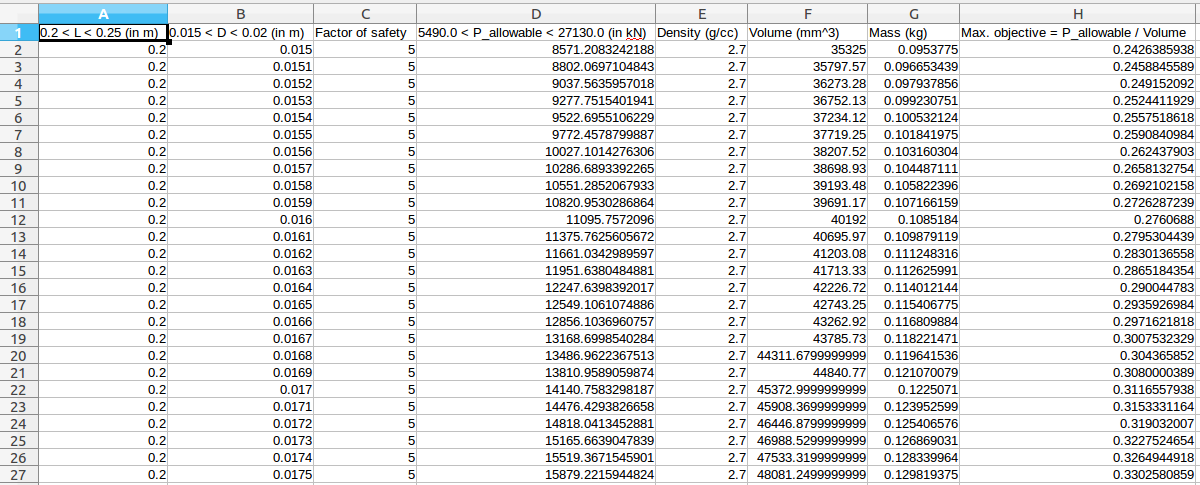 A B C D E F G H
1 0.2 < L < 0.25 (in m) 0.015 < D < 0.02 (in m) Factor of safety 5490.0 < P_allowable < 27130.0 (in kN) Density (g/cc) Volume (mm^3) Mass (kg) Max. objective = P_allowable / Volume
2 0.2 0.015 5 8571.2083242188 2.7 35325 0.0953775 0.2426385938
3 0.2 0.0151 5 8802.0697104843 2.7 35797.57 0.096653439 0.2458845589
4 0.2 0.0152 5 9037.5635957018 2.7 36273.28 0.097937856 0.249152092
5 0.2 0.0153 5 9277.7515401941 2.7 36752.13 0.099230751 0.2524411929
6 0.2 0.0154 5 9522.6955106229 2.7 37234.12 0.100532124 0.2557518618
7 0.2 0.0155 5 9772.4578799887 2.7 37719.25 0.101841975 0.2590840984
8 0.2 0.0156 5 10027.1014276306 2.7 38207.52 0.103160304 0.262437903
9 0.2 0.0157 5 10286.6893392265 2.7 38698.93 0.104487111 0.2658132754
10 0.2 0.0158 5 10551.2852067933 2.7 39193.48 0.105822396 0.2692102158
11 0.2 0.0159 5 10820.9530286864 2.7 39691.17 0.107166159 0.2726287239
12 0.2 0.016 5 11095.7572096 2.7 40192 0.1085184 0.2760688
13 0.2 0.0161 5 11375.7625605672 2.7 40695.97 0.109879119 0.2795304439
14 0.2 0.0162 5 11661.0342989597 2.7 41203.08 0.111248316 0.2830136558
15 0.2 0.0163 5 11951.6380484881 2.7 41713.33 0.112625991 0.2865184354
16 0.2 0.0164 5 12247.6398392017 2.7 42226.72 0.114012144 0.290044783
17 0.2 0.0165 5 12549.1061074886 2.7 42743.25 0.115406775 0.2935926984
18 0.2 0.0166 5 12856.1036960757 2.7 43262.92 0.116809884 0.2971621818
19 0.2 0.0167 5 13168.6998540284 2.7 43785.73 0.118221471 0.3007532329
20 0.2 0.0168 5 13486.9622367513 2.7 44311.6799999999 0.119641536 0.304365852
21 0.2 0.0169 5 13810.9589059874 2.7 44840.77 0.121070079 0.3080000389
22 0.2 0.017 5 14140.7583298187 2.7 45372.9999999999 0.1225071 0.3116557938
23 0.2 0.0171 5 14476.4293826658 2.7 45908.3699999999 0.123952599 0.3153331164
24 0.2 0.0172 5 14818.0413452881 2.7 46446.8799999999 0.125406576 0.319032007
25 0.2 0.0173 5 15165.6639047839 2.7 46988.5299999999 0.126869031 0.3227524654
26 0.2 0.0174 5 15519.3671545901 2.7 47533.3199999999 0.128339964 0.3264944918
27 0.2 0.0175 5 15879.2215944824 2.7 48081.2499999999 0.129819375 0.3302580859